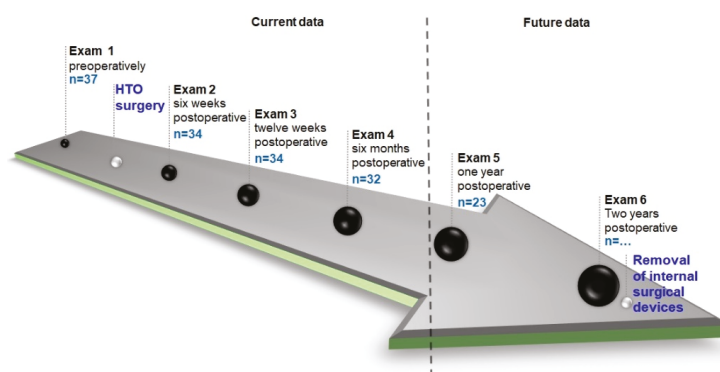 Current data
Future data
Exam 1
preoperatively
n=37
HTO
surgery
Exam 2
six weeks
postoperative
n=34
Exam 3
twelve weeks
postoperative
n=34
Exam 4
six months
postoperative
n=32
Exam 5
one year
postoperative
n=23
Exam 6
Two years
postoperative
n=...
Removal
of internal
surgical
devices